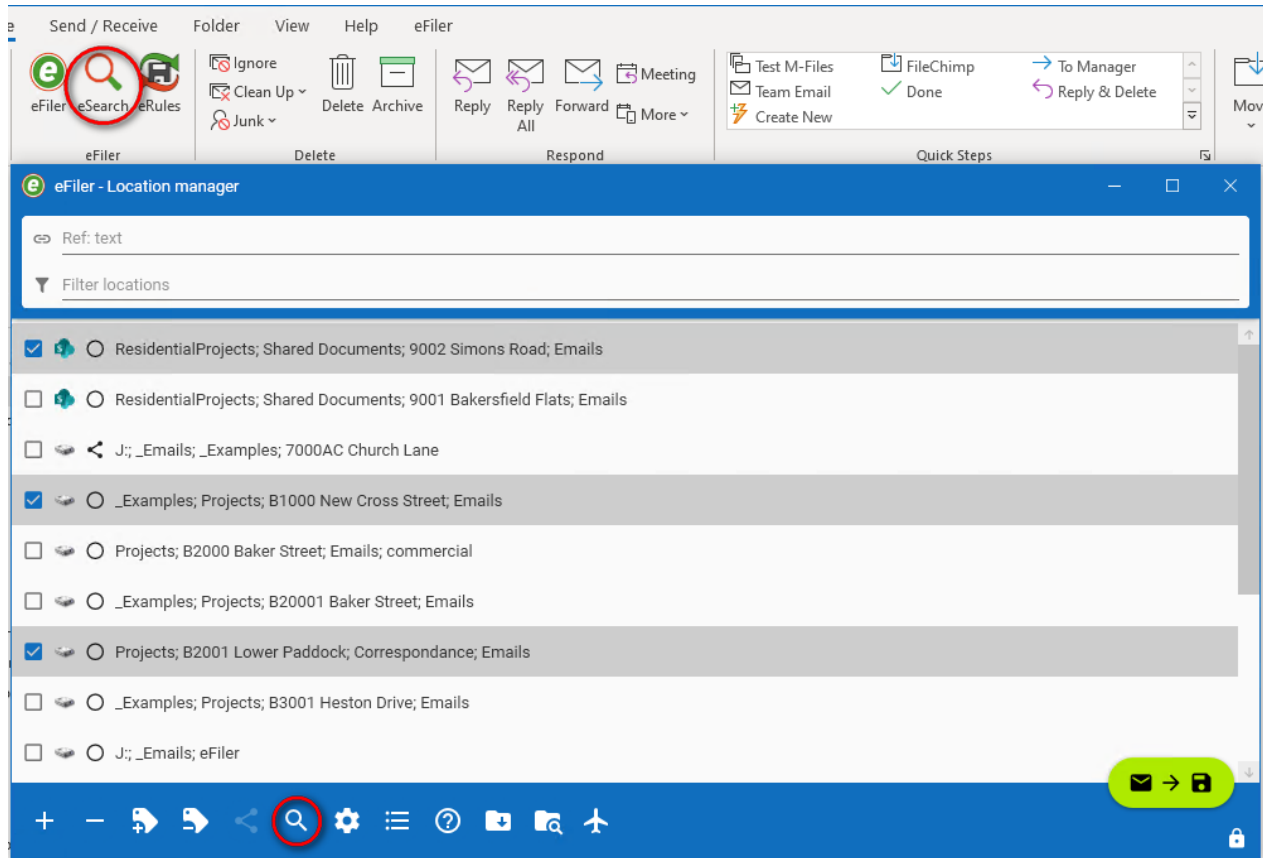 e Send / Receive Folder View Help eFiler
Ignore
Clean Up
Junk
eFiler eSearch eRules
Delete Archive
Reply Reply All Forward
Meeting
More
Test M-Files FileChimp To Manager
Team Email Done Reply & Delete
Create New
Mov
eFiler Delete Respond Quick Steps
e eFiler - Location manager
Ref: text
Filter locations
ResidentialProjects; Shared Documents; 9002 Simons Road; Emails
ResidentialProjects; Shared Documents; 9001 Bakersfield Flats; Emails
J:; _Emails; _Examples; 7000AC Church Lane
_Examples; Projects; B1000 New Cross Street; Emails
Projects; B2000 Baker Street; Emails; commercial
_Examples; Projects; B20001 Baker Street; Emails
Projects; B2001 Lower Paddock; Correspondance; Emails
_Examples; Projects; B3001 Heston Drive; Emails
J:; _Emails; eFiler